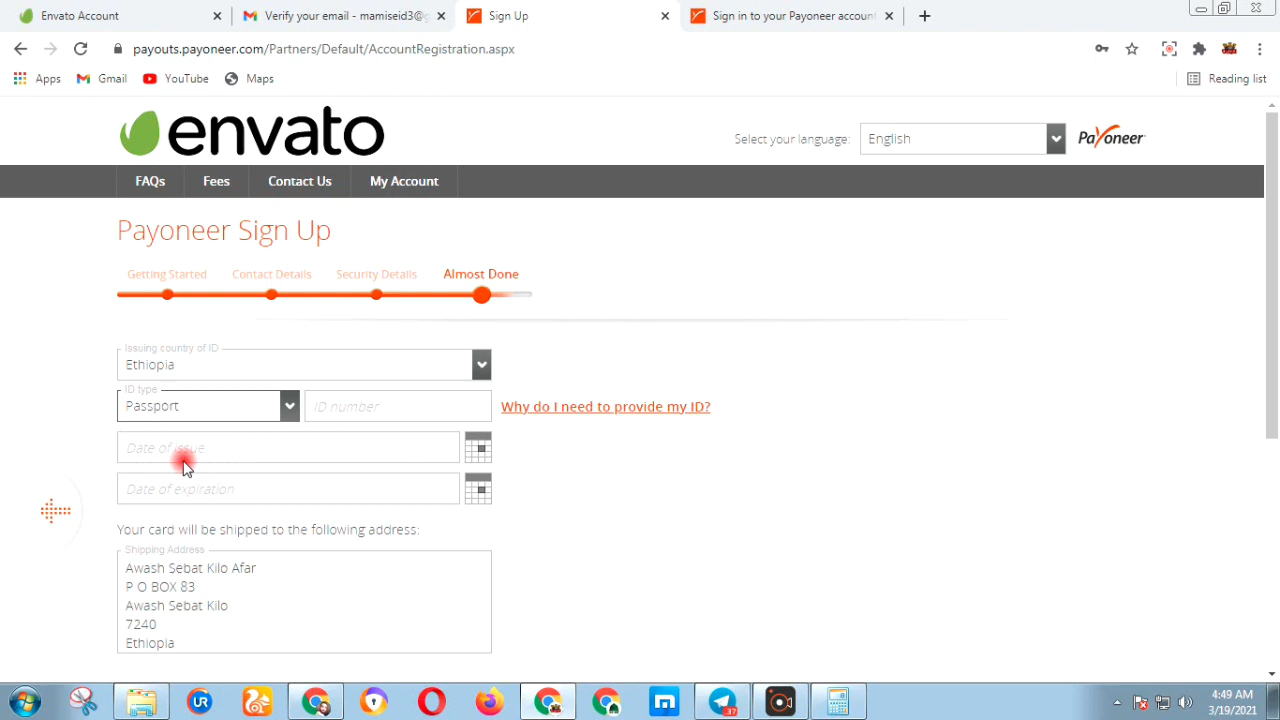 Envato Account
Verify your email - mamiseid3@g
Sign Up
Sign in to your Payoneer account
payouts.payoneer.com/Partners/Default/AccountRegistration.aspx
Apps
Gmail
YouTube
Maps
Reading list
envato
Select your language:
English
Payoneer
FAQs
Fees
Contact Us
My Account
Payoneer Sign Up
Getting Started
Contact Details
Security Details
Almost Done
Issuing country of ID
Ethiopia
ID type
Passport
ID number
Why do I need to provide my ID?
Date of issue
Date of expiration
Your card will be shipped to the following address:
Shipping Address
Awash Sebat Kilo Afar
P O BOX 83
Awash Sebat Kilo
7240
Ethiopia
UR
37
4:49 AM
3/19/2021